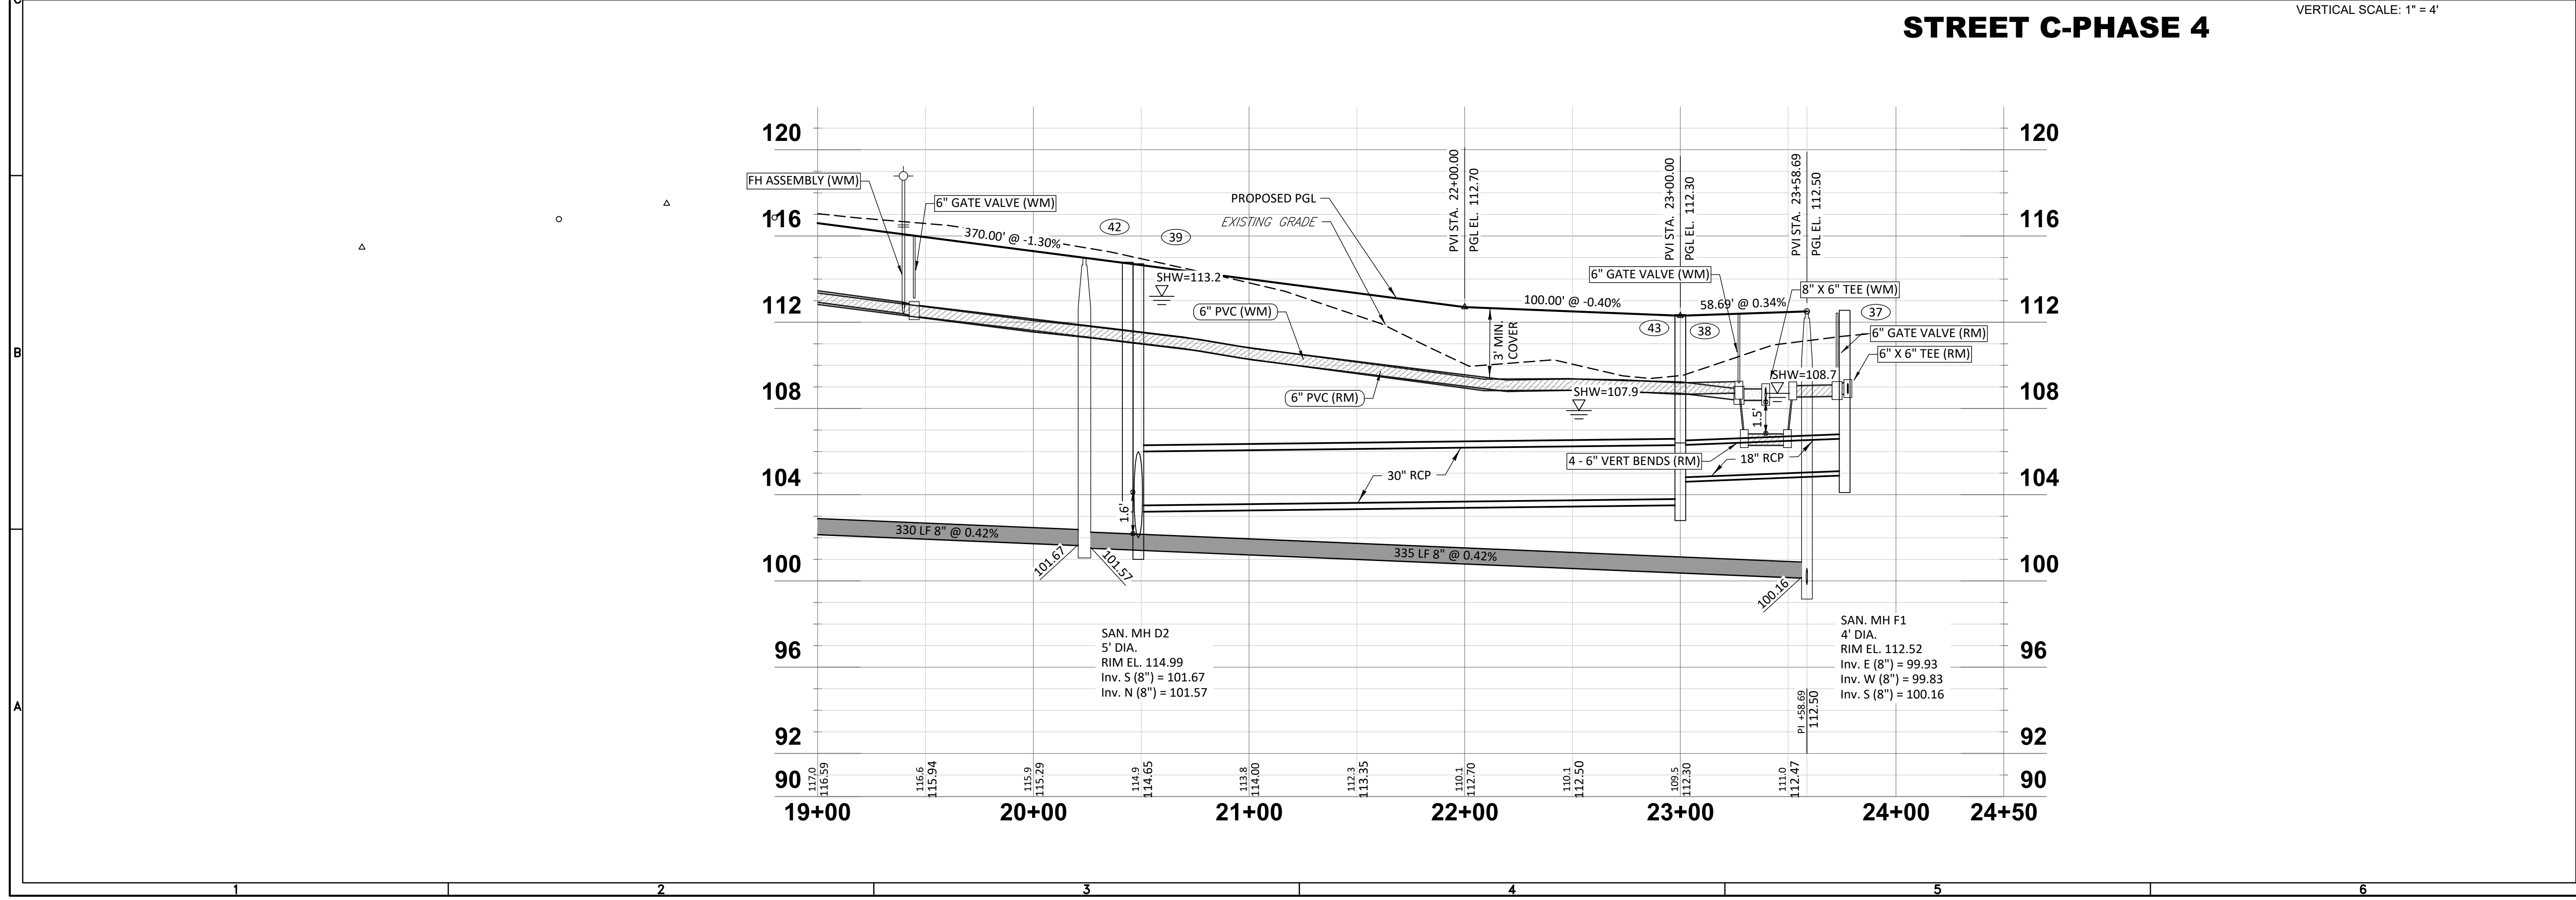 C
VERTICAL SCALE: 1" = 4'
STREET C-PHASE 4
120
120
PVI STA. 22+00.00
PGL EL. 112.70
PVI STA. 23+00.00
PGL EL. 112.30
PVI STA. 23+58.69
PGL EL. 112.50
FH ASSEMBLY (WM)
6" GATE VALVE (WM)
PROPOSED PGL
EXISTING GRADE
116
116
370.00' @ -1.30%
42
39
SHW=113.2
6" GATE VALVE (WM)
8" X 6" TEE (WM)
112
112
100.00' @ -0.40%
58.69' @ 0.34%
6" PVC (WM)
43
38
37
3' MIN.
COVER
6" GATE VALVE (RM)
B
6" X 6" TEE (RM)
SHW=108.7
108
108
6" PVC (RM)
SHW=107.9
1.5'
4 - 6" VERT BENDS (RM)
18" RCP
104
104
30" RCP
1.6'
330 LF 8" @ 0.42%
335 LF 8" @ 0.42%
100
100
101.67
101.57
100.16
SAN. MH D2
5' DIA.
RIM EL. 114.99
Inv. S (8") = 101.67
Inv. N (8") = 101.57
SAN. MH F1
4' DIA.
RIM EL. 112.52
Inv. E (8") = 99.93
Inv. W (8") = 99.83
Inv. S (8") = 100.16
96
96
A
PI +58.69
112.50
92
92
90
90
117.0
116.59
116.6
115.94
115.9
115.29
114.9
114.65
113.8
114.00
112.3
113.35
110.1
112.70
110.1
112.50
109.5
112.30
111.0
112.47
19+00
20+00
21+00
22+00
23+00
24+00
24+50
1
2
3
4
5
6